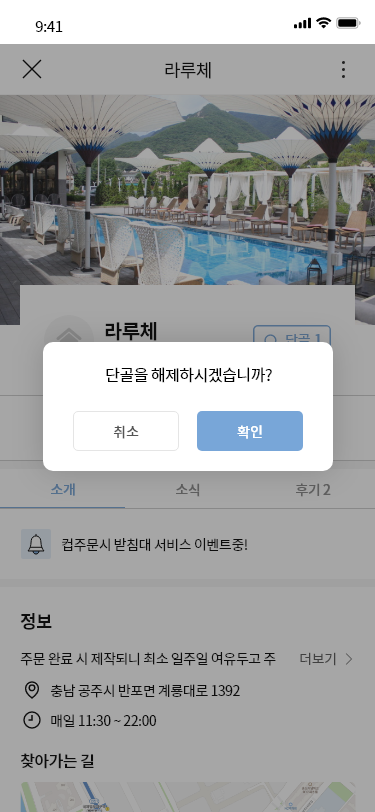 9:41
라루체
라루체
단골 1
단골을 해제하시겠습니까?
취소
확인
소개
소식
후기 2
컵주문시 받침대 서비스 이벤트중!
정보
주문 완료 시 제작되니 최소 일주일 여유두고 주
더보기
충남 공주시 반포면 계룡대로 1392
매일 11:30 ~ 22:00
찾아가는 길